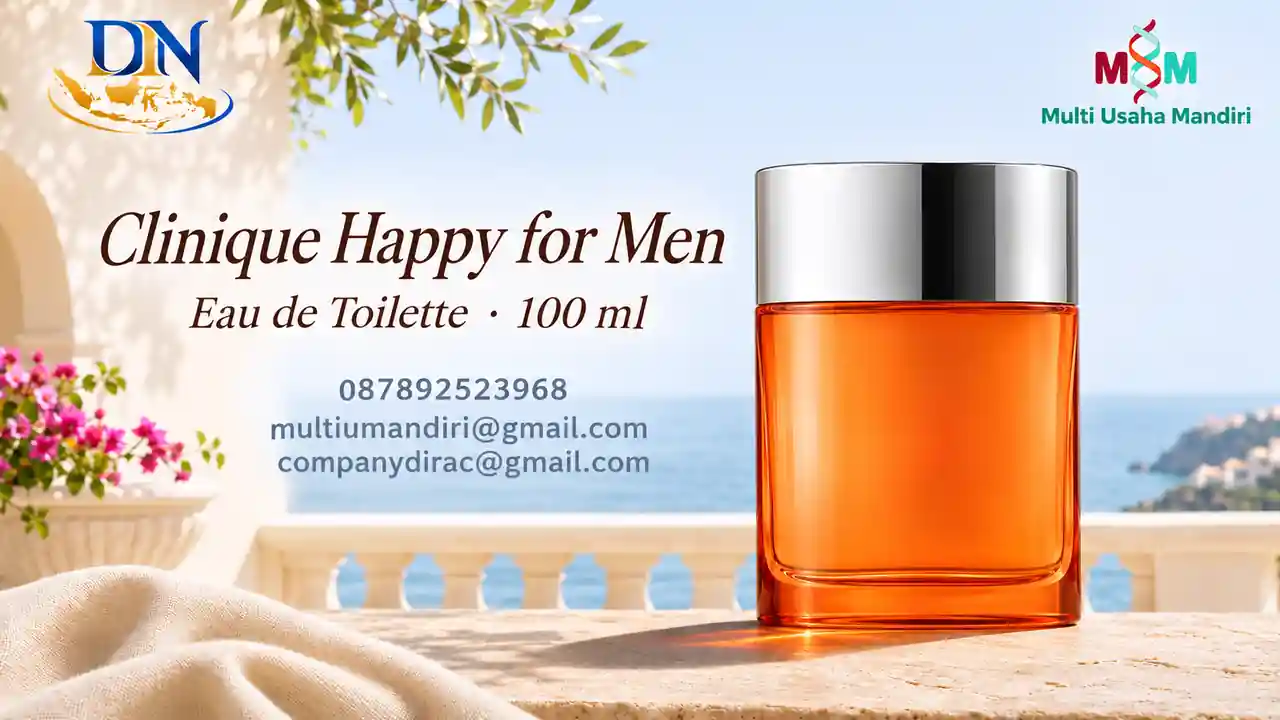 DIN
MSM
Multi Usaha Mandiri
Clinique Happy for Men
Eau de Toilette · 100 ml
087892523968
multiumandiri@gmail.com
companydirac@gmail.com